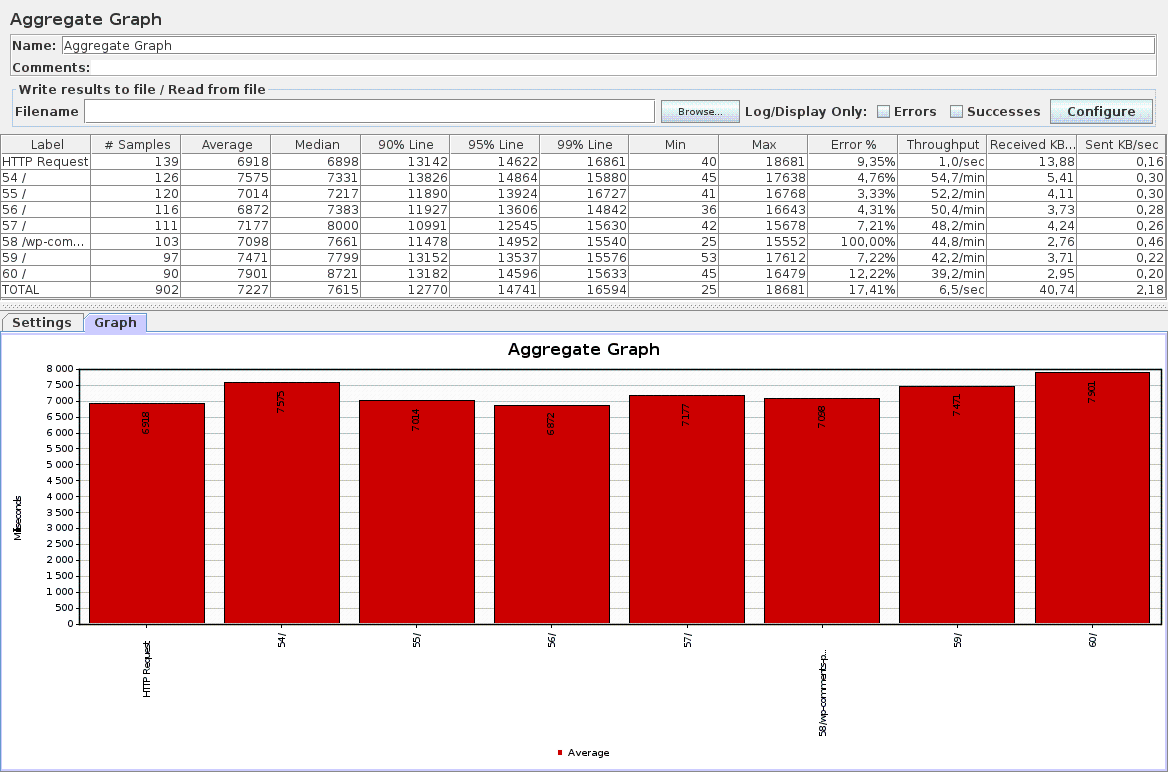 Aggregate Graph
Name: Aggregate Graph
Comments:
Write results to file / Read from file
Filename Browse... Log/Display Only: Errors Successes Configure
Label # Samples Average Median 90% Line 95% Line 99% Line Min Max Error % Throughput Received KB... Sent KB/sec
HTTP Request 139 6918 6898 13142 14622 16861 40 18681 9,35% 1,0/sec 13,88 0,16
54 / 126 7575 7331 13826 14864 15880 45 17638 4,76% 54,7/min 5,41 0,30
55 / 120 7014 7217 11890 13924 16727 41 16768 3,33% 52,2/min 4,11 0,30
56 / 116 6872 7383 11927 13606 14842 36 16643 4,31% 50,4/min 3,73 0,28
57 / 111 7177 8000 10991 12545 15630 42 15678 7,21% 48,2/min 4,24 0,26
58 /wp-com... 103 7098 7661 11478 14952 15540 25 15552 100,00% 44,8/min 2,76 0,46
59 / 97 7471 7799 13152 13537 15576 53 17612 7,22% 42,2/min 3,71 0,22
60 / 90 7901 8721 13182 14596 15633 45 16479 12,22% 39,2/min 2,95 0,20
TOTAL 902 7227 7615 12770 14741 16594 25 18681 17,41% 6,5/sec 40,74 2,18
Settings Graph
Aggregate Graph
8 000
7 500
7 000
6 500
6 000
5 500
5 000
4 500
4 000
3 500
3 000
2 500
2 000
1 500
1 000
500
0
Milliseconds
6918 7575 7014 6872 7177 7098 7471 7901
HTTP Request 54 / 55 / 56 / 57 / 58 /wp-comments-p... 59 / 60 /
Average